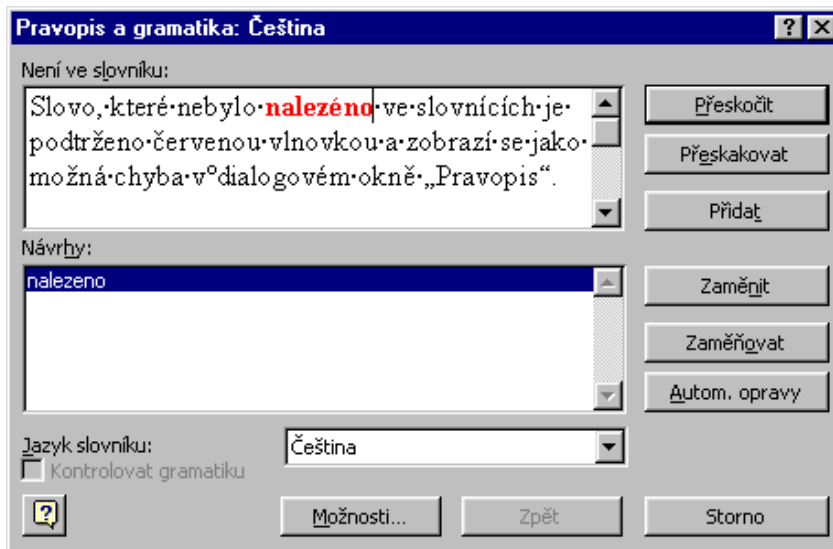 Pravopis a gramatika: Čeština
Není ve slovníku:
Slovo,·které·nebylo·nalezéno·ve·slovnících·je·
podtrženo·červenou·vlnovkou·a·zobrazí·se·jako·
možná·chyba·v°dialogovém·okně·„Pravopis“.
Přeskočit
Přeskakovat
Přidat
Návrhy:
nalezeno
Zaměnit
Zaměňovat
Autom. opravy
Jazyk slovníku:
Čeština
Kontrolovat gramatiku
Možnosti...
Zpět
Storno